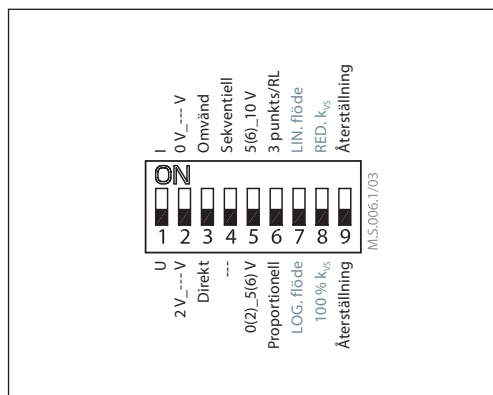 I
0 V_--- V
Omvänd
Sekventiell
5(6)_10 V
3 punkts/RL
LIN. flöde
RED. kvs
Återställning
ON
1 2 3 4 5 6 7 8 9
M.S.006.1/03
U
2 V_--- V
Direkt
---
0(2)_5(6) V
Proportionell
LOG. flöde
100 % kvs
Återställning